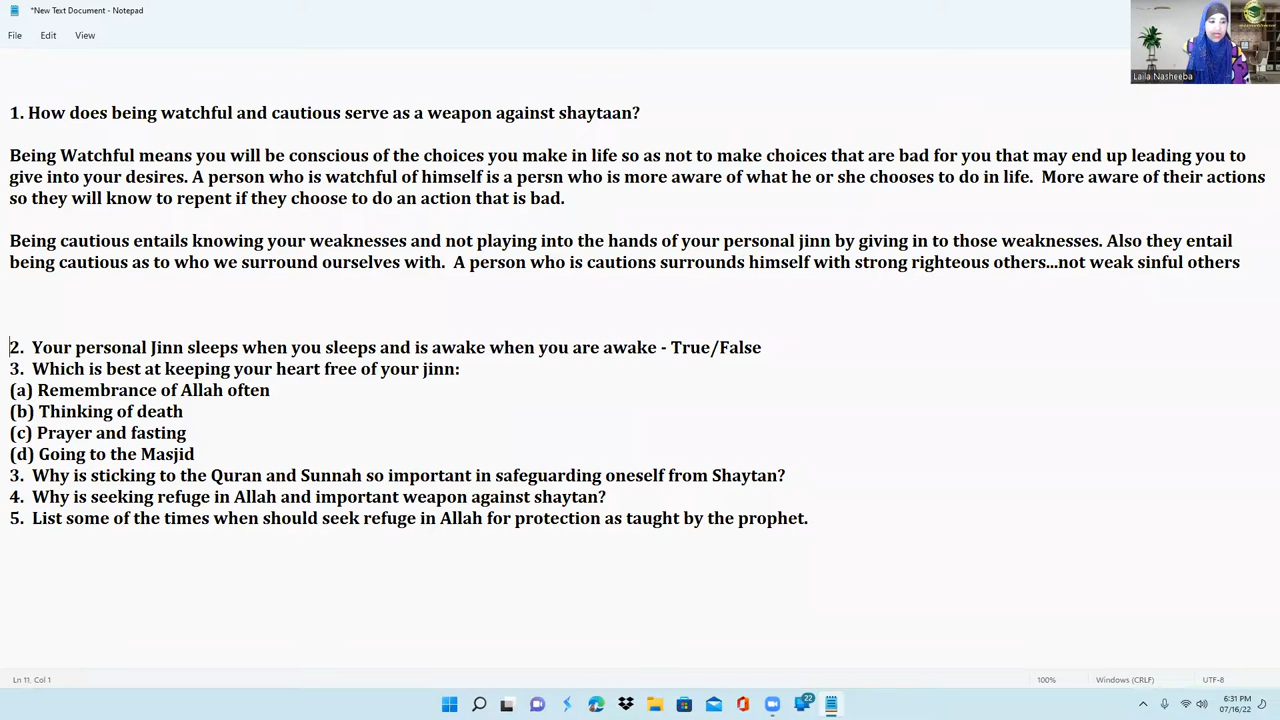 *New Text Document - Notepad
File Edit View
Laila Nasheeba
1. How does being watchful and cautious serve as a weapon against shaytaan?
Being Watchful means you will be conscious of the choices you make in life so as not to make choices that are bad for you that may end up leading you to
give into your desires. A person who is watchful of himself is a persn who is more aware of what he or she chooses to do in life. More aware of their actions
so they will know to repent if they choose to do an action that is bad.
Being cautious entails knowing your weaknesses and not playing into the hands of your personal jinn by giving in to those weaknesses. Also they entail
being cautious as to who we surround ourselves with. A person who is cautions surrounds himself with strong righteous others...not weak sinful others
2. Your personal Jinn sleeps when you sleeps and is awake when you are awake - True/False
3. Which is best at keeping your heart free of your jinn:
(a) Remembrance of Allah often
(b) Thinking of death
(c) Prayer and fasting
(d) Going to the Masjid
3. Why is sticking to the Quran and Sunnah so important in safeguarding oneself from Shaytan?
4. Why is seeking refuge in Allah and important weapon against shaytan?
5. List some of the times when should seek refuge in Allah for protection as taught by the prophet.
Ln 11, Col 1 100% Windows (CRLF) UTF-8
22
6:31 PM
07/16/22